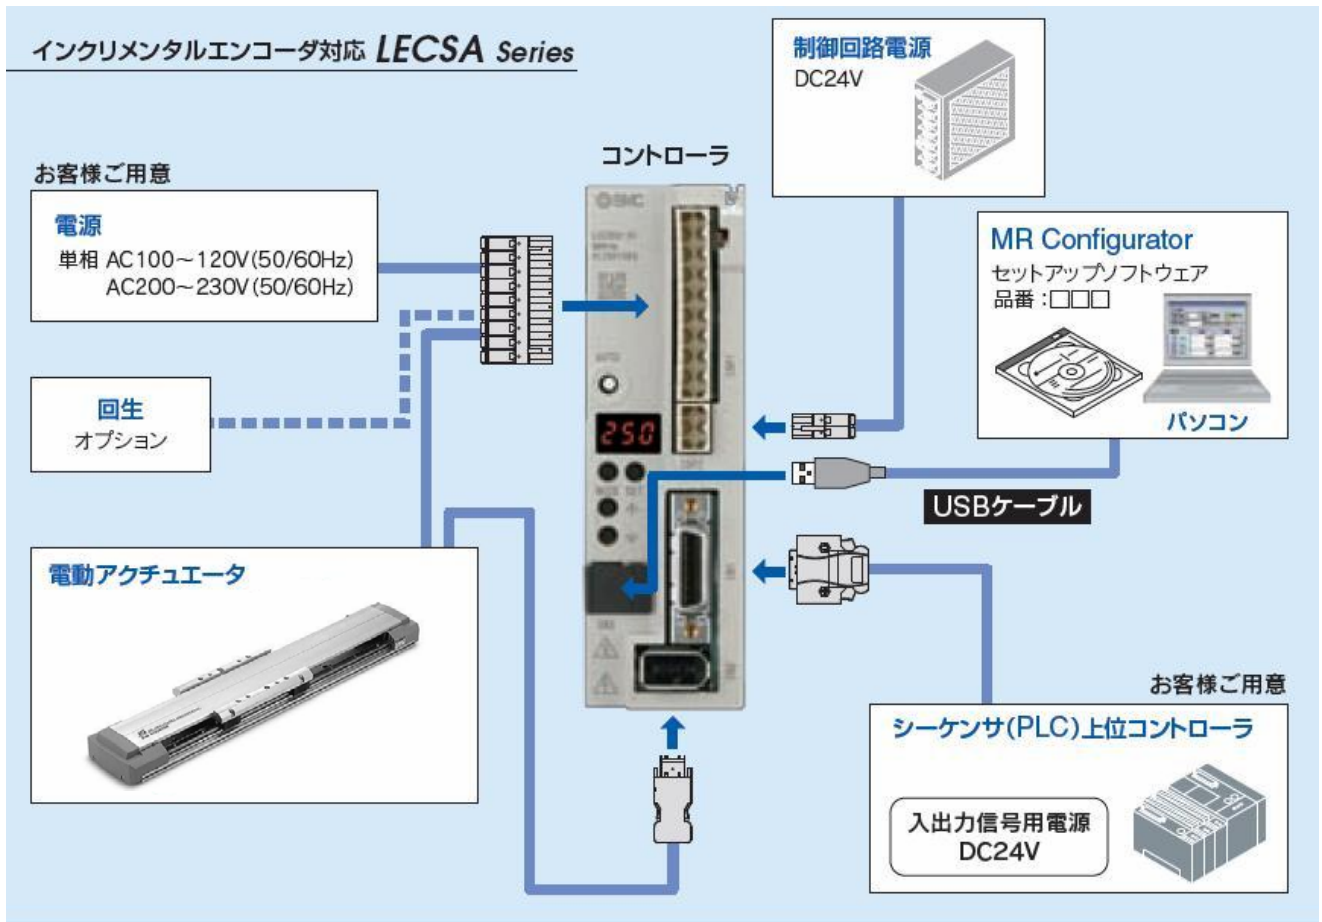 インクリメンタルエンコーダ対応 LECSA Series
制御回路電源
DC24V
コントローラ
お客様ご用意
電源
単相 AC100～120V(50/60Hz)
AC200～230V(50/60Hz)
回生
オプション
MR Configurator
セットアップソフトウェア
品番：□□□
パソコン
SMC
250
USBケーブル
電動アクチュエータ
お客様ご用意
シーケンサ(PLC)上位コントローラ
入出力信号用電源
DC24V